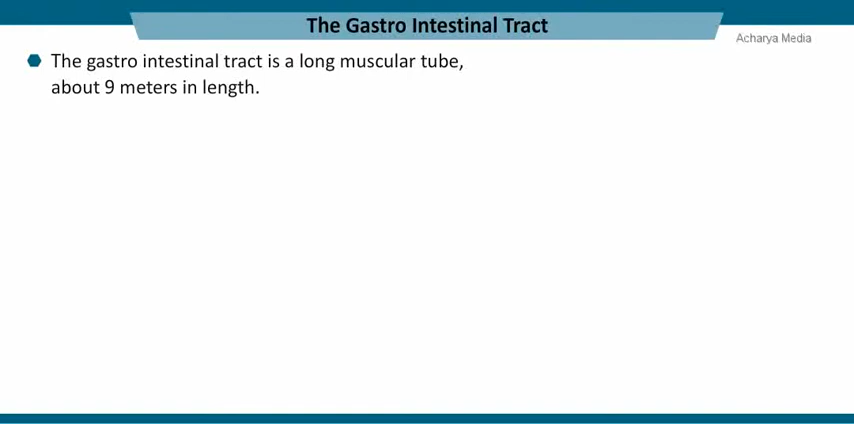 The Gastro Intestinal Tract
Acharya Media
The gastro intestinal tract is a long muscular tube,
about 9 meters in length.